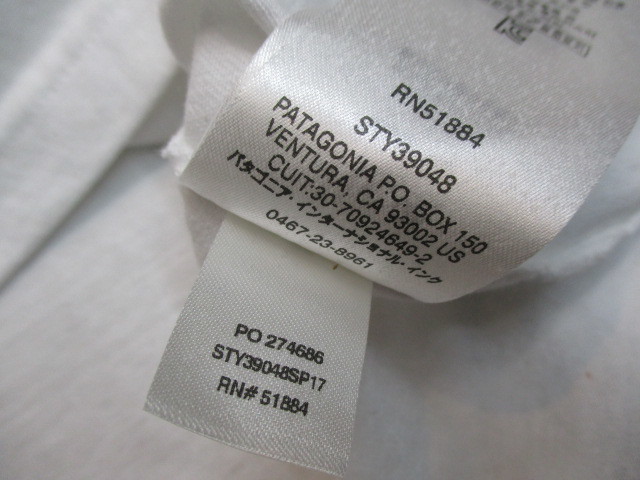 RN51884
STY39048
PATAGONIA P.O. BOX 150
VENTURA, CA 93002 US
CUIT:30-70924649-2
パタゴニア・インターナショナル・インク
0467-23-8961
PO 274686
STY39048SP17
RN# 51884